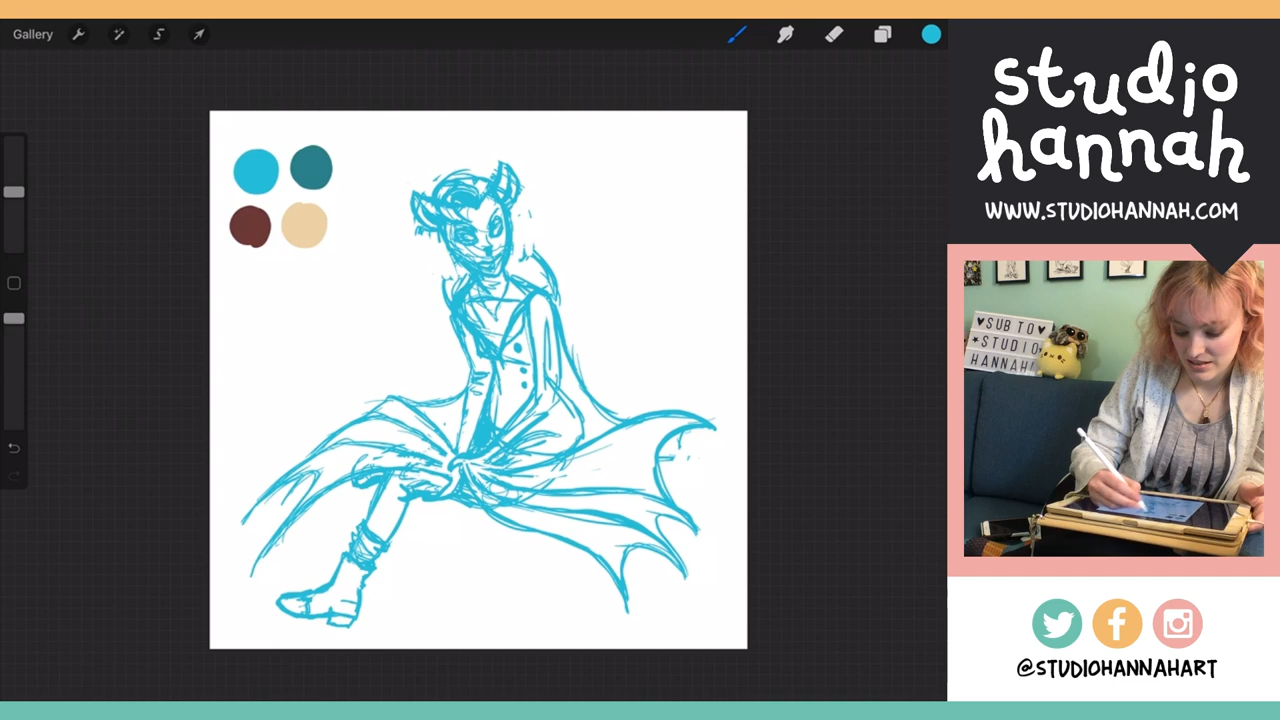 Gallery
studio
hannah
WWW.STUDIOHANNAH.COM
♥SUB TO♥
★STUDIO
HANNAH!
@STUDIOHANNAHART